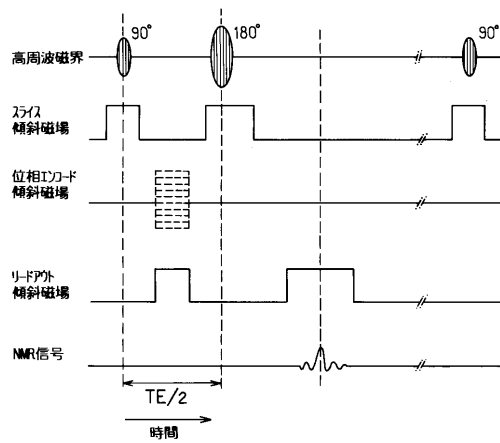 90°
180°
90°
高周波磁界
スライス
傾斜磁場
位相エンコード
傾斜磁場
リードアウト
傾斜磁場
NMR信号
TE/2
時間